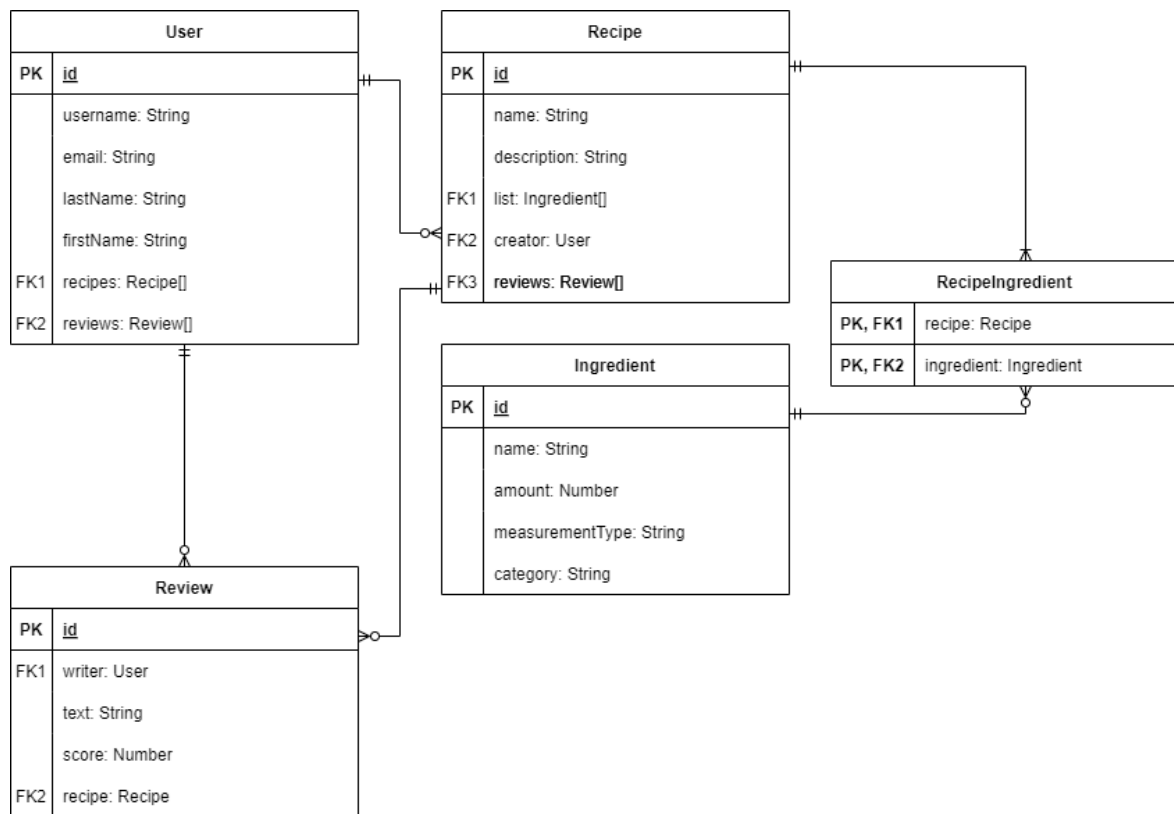 User
PK id
username: String
email: String
lastName: String
firstName: String
FK1 recipes: Recipe[]
FK2 reviews: Review[]
Recipe
PK id
name: String
description: String
FK1 list: Ingredient[]
FK2 creator: User
FK3 reviews: Review[]
RecipeIngredient
PK, FK1 recipe: Recipe
PK, FK2 ingredient: Ingredient
Ingredient
PK id
name: String
amount: Number
measurementType: String
category: String
Review
PK id
FK1 writer: User
text: String
score: Number
FK2 recipe: Recipe